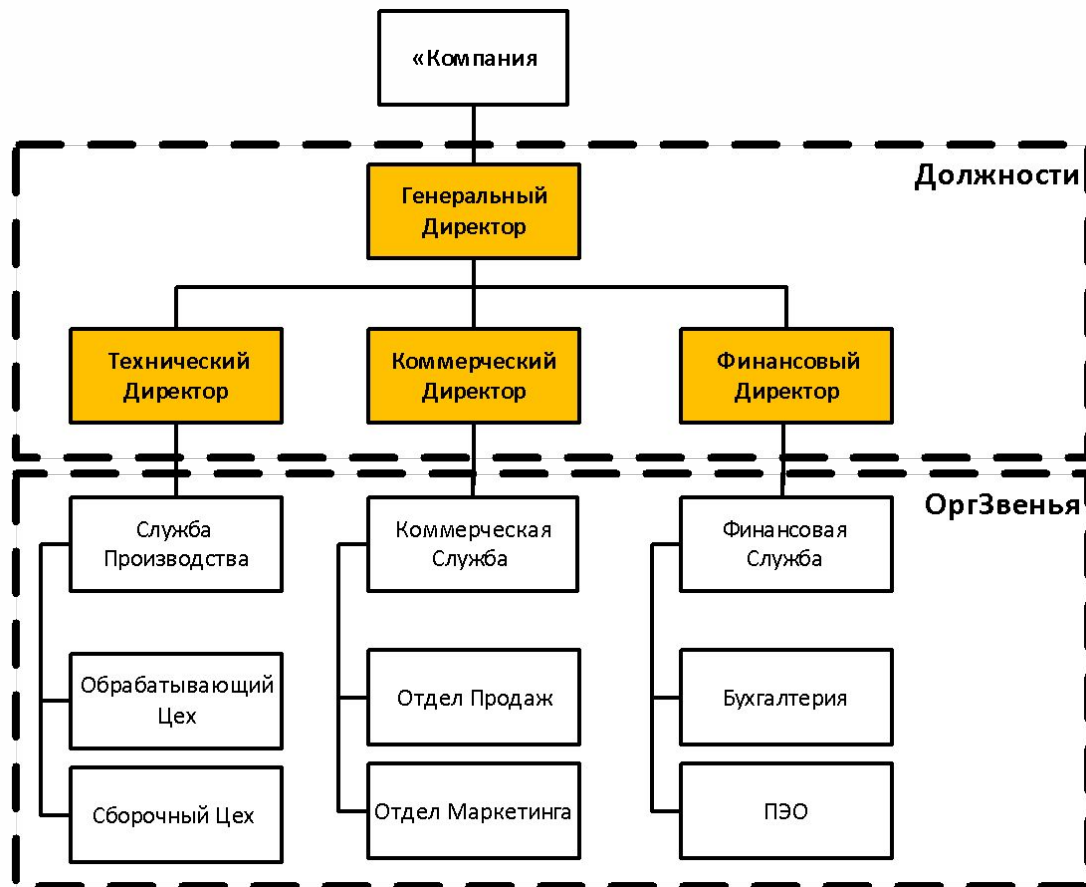 «Компания
Должности
Генеральный
Директор
Технический
Директор
Коммерческий
Директор
Финансовый
Директор
ОргЗвенья
Служба
Производства
Коммерческая
Служба
Финансовая
Служба
Обрабатывающий
Цех
Отдел Продаж
Бухгалтерия
Сборочный Цех
Отдел Маркетинга
ПЭО